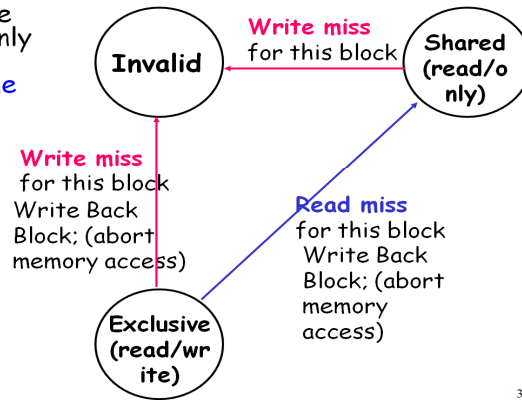 e
nly
e
Invalid
Write miss
for this block
Shared
(read/o
nly)
Write miss
for this block
Write Back
Block; (abort
memory access)
Read miss
for this block
Write Back
Block; (abort
memory
access)
Exclusive
(read/wr
ite)
3